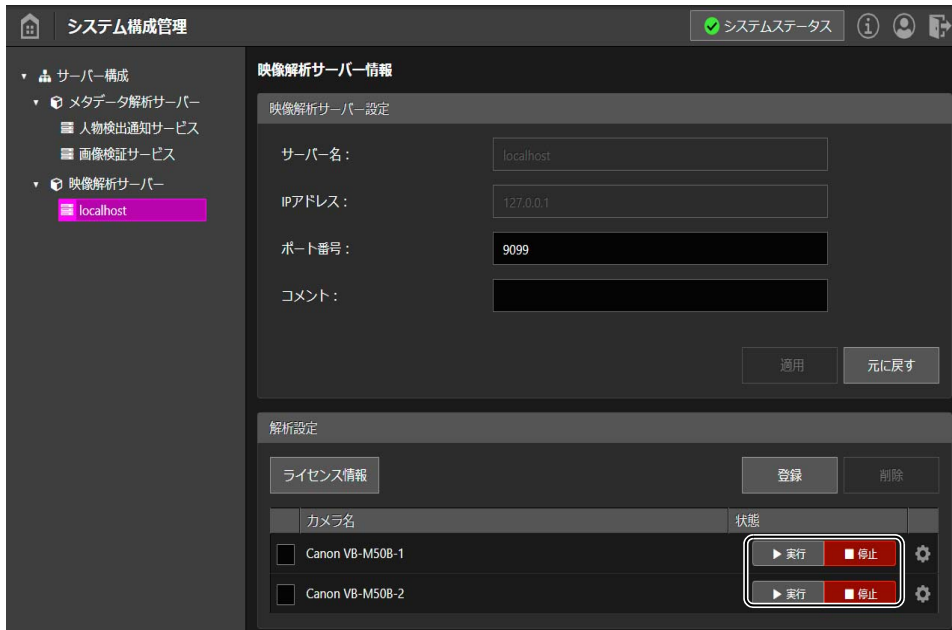 システム構成管理
システムステータス
サーバー構成
メタデータ解析サーバー
人物検出通知サービス
画像検証サービス
映像解析サーバー
localhost
映像解析サーバー情報
映像解析サーバー設定
サーバー名：
localhost
IPアドレス：
127.0.0.1
ポート番号：
9099
コメント：
適用
元に戻す
解析設定
ライセンス情報
登録
削除
カメラ名
状態
Canon VB-M50B-1
実行
停止
Canon VB-M50B-2
実行
停止